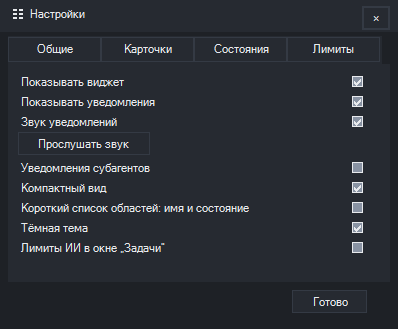 Настройки
×
Общие
Карточки
Состояния
Лимиты
Показывать виджет
Показывать уведомления
Звук уведомлений
Прослушать звук
Уведомления субагентов
Компактный вид
Короткий список областей: имя и состояние
Тёмная тема
Лимиты ИИ в окне „Задачи“
Готово